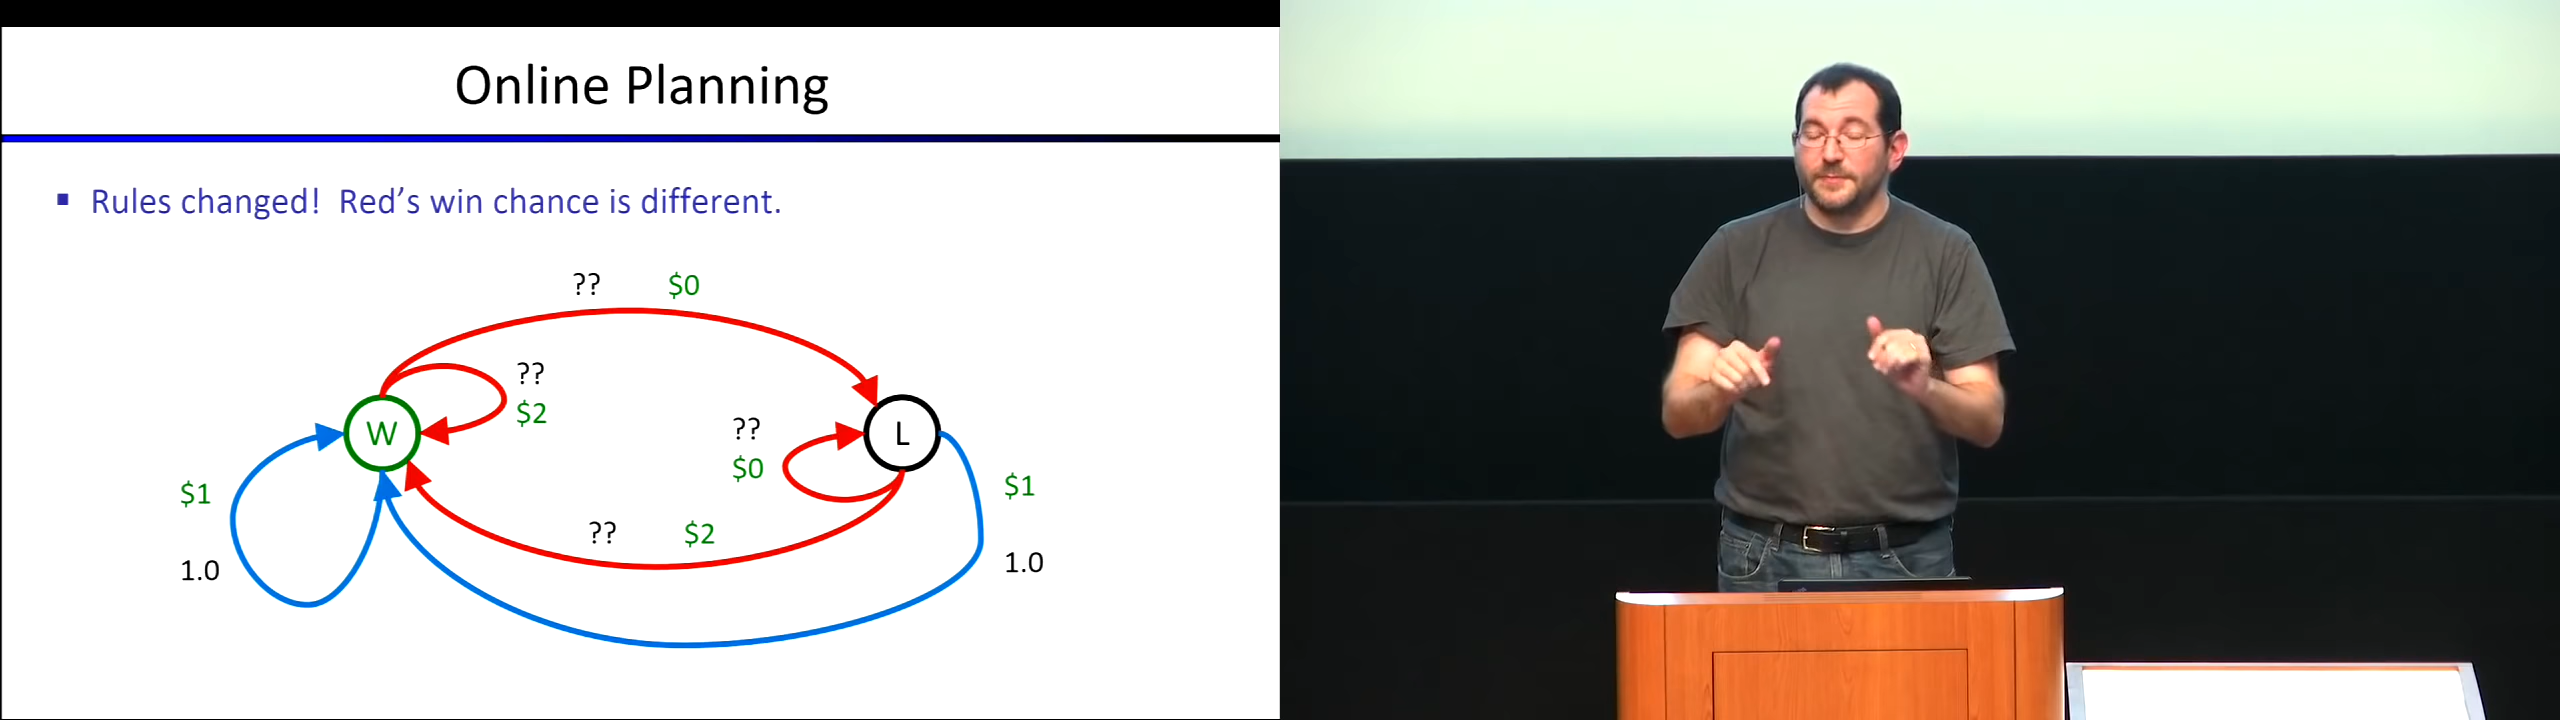 Online Planning
▪ Rules changed! Red's win chance is different.
?? $0
??
$2
W
??
$0
L
$1
1.0
?? $2
$1
1.0